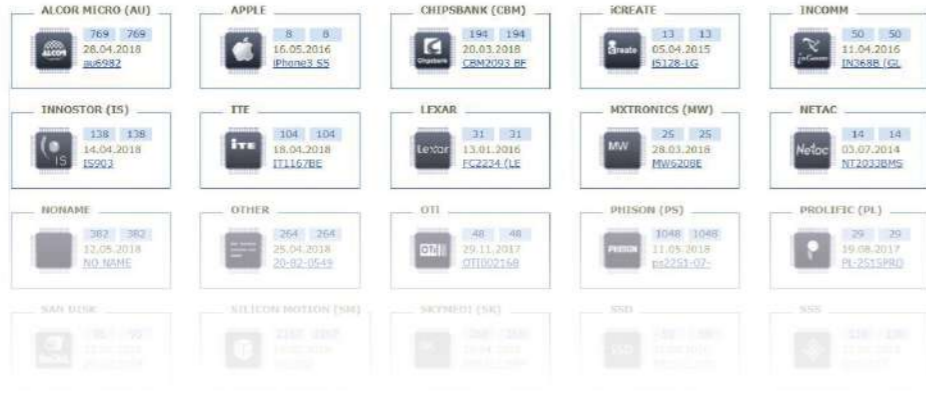 ALCOR MICRO (AU) APPLE CHIPSBANK (CBM) iCREATE INCOMM
769 769 8 8 194 194 13 13 50 50
28.04.2018 16.05.2016 20.03.2018 05.04.2015 11.04.2016
au6982 iPhone3 S5 CBM2093 BF i5128-LG IN368B (GL
INNOSTOR (IS) ITE LEXAR MXTRONICS (MW) NETAC
138 138 104 104 31 31 25 25 14 14
14.04.2018 18.04.2018 13.01.2016 28.03.2018 03.07.2014
IS903 IT1167BE FC2234 (LE MW6208E NT2033BMS
NONAME OTHER OTI PHISON (PS) PROLIFIC (PL)
382 382 264 264 48 48 1048 1048 29 29
12.05.2018 25.04.2018 29.11.2017 11.05.2018 19.08.2017
NO NAME 20-82-0549 OTI002168 ps2251-07- PL-2515PRO
SAN DISK SILICON MOTION (SM) SKYMEDI (SK) SSD SSS